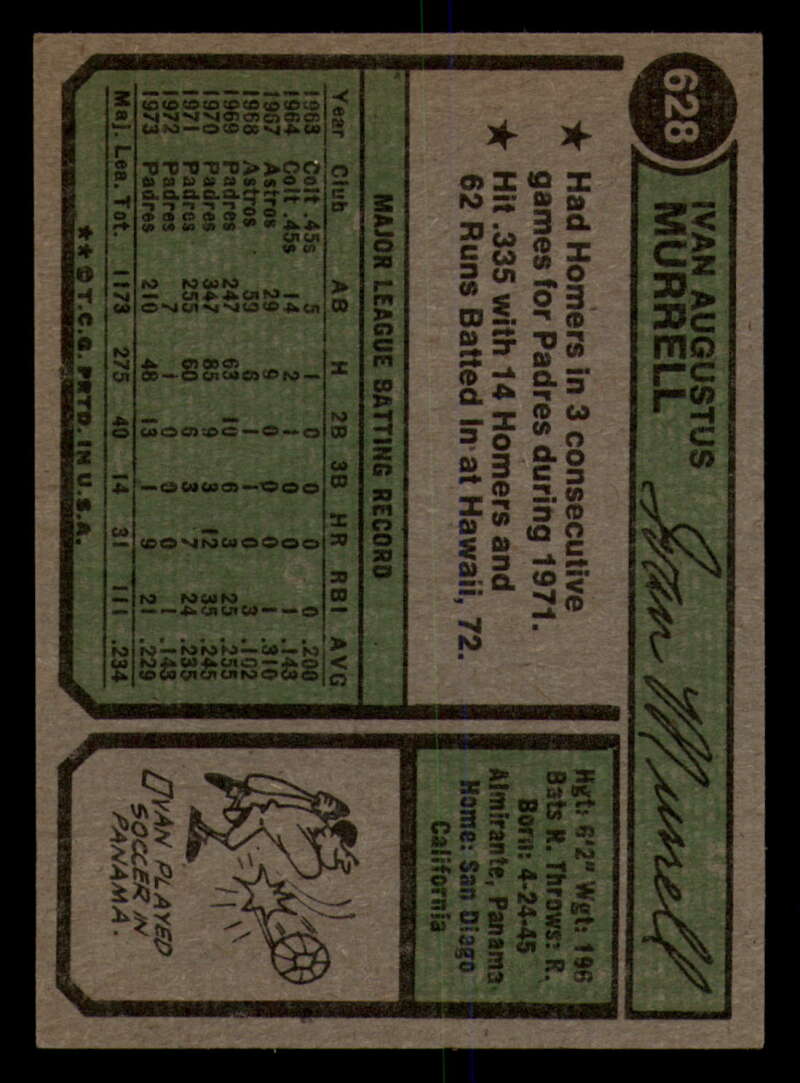 628
IVAN AUGUSTUS
MURRELL
Ivan Murrell
★ Had Homers in 3 consecutive
games for Padres during 1971.
★ Hit .335 with 14 Homers and
62 Runs Batted In at Hawaii, 72.
Hgt: 6'2" Wgt: 196
Bats R. Throws: R.
Born: 4-24-45
Almirante, Panama
Home: San Diego
California
MAJOR LEAGUE BATTING RECORD
Year Club AB H 2B 3B HR RBI AVG
1963 Colt .45s 5 1 0 0 0 0 .200
1964 Colt .45s 14 2 1 0 0 1 .143
1967 Astros 29 9 0 0 0 1 .310
1968 Astros 59 6 1 1 0 3 .102
1969 Padres 247 63 10 6 3 25 .255
1970 Padres 347 85 9 3 12 35 .245
1971 Padres 255 60 6 3 7 24 .235
1972 Padres 7 1 0 0 0 1 .143
1973 Padres 210 48 13 1 9 21 .229
Maj. Lea. Tot. 1173 275 40 14 31 111 .234
**©T.C.G. PRTD. IN U.S.A.
IVAN PLAYED
SOCCER IN
PANAMA.